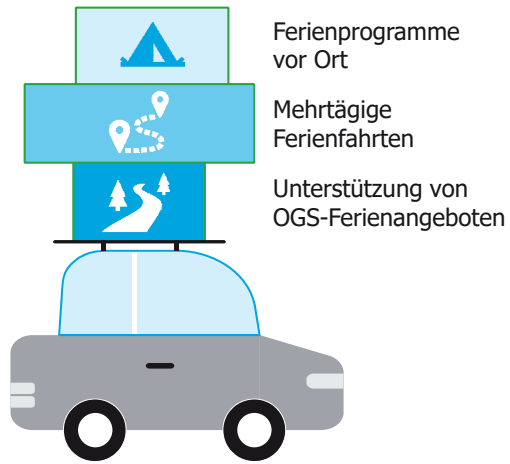 Ferienprogramme
vor Ort
Mehrtägige
Ferienfahrten
Unterstützung von
OGS-Ferienangeboten